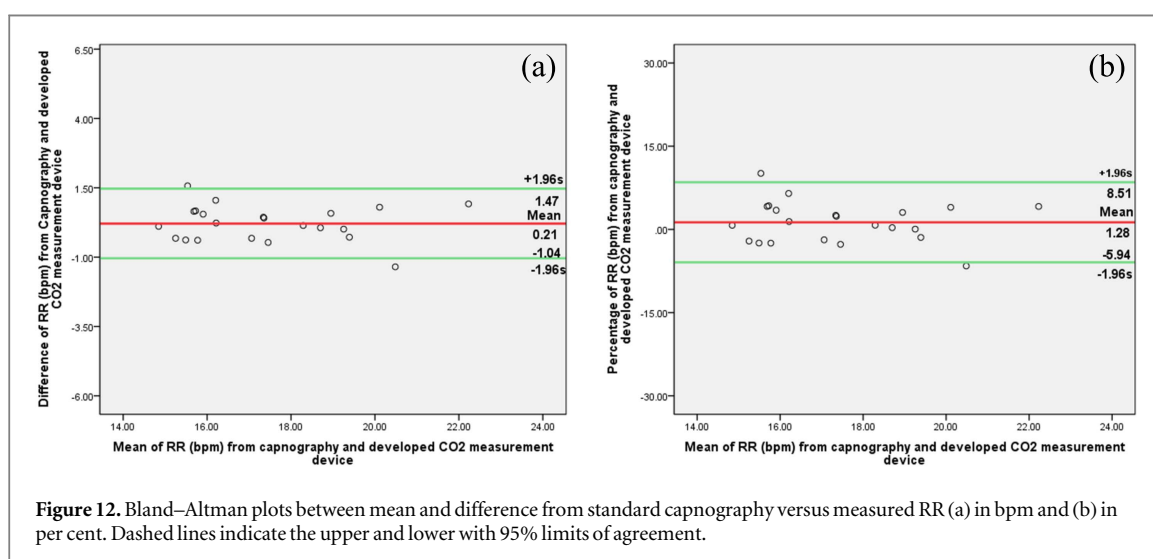 (a)
6.50
4.00
1.50
-1.00
-3.50
-6.00
Difference of RR (bpm) from Capnography and developed
CO2 measurement device
+1.96s
1.47
Mean
0.21
-1.04
-1.96s
14.00 16.00 18.00 20.00 22.00 24.00
Mean of RR (bpm) from capnography and developed CO2 measurement
device
(b)
30.00
15.00
.00
-15.00
-30.00
Percentage of RR (bpm) from capnography and
developed CO2 measurement device
+1.96s
8.51
Mean
1.28
-5.94
-1.96s
14.00 16.00 18.00 20.00 22.00 24.00
Mean of RR (bpm) from capnography and developed CO2 measurement
device
Figure 12. Bland–Altman plots between mean and difference from standard capnography versus measured RR (a) in bpm and (b) in
per cent. Dashed lines indicate the upper and lower with 95% limits of agreement.